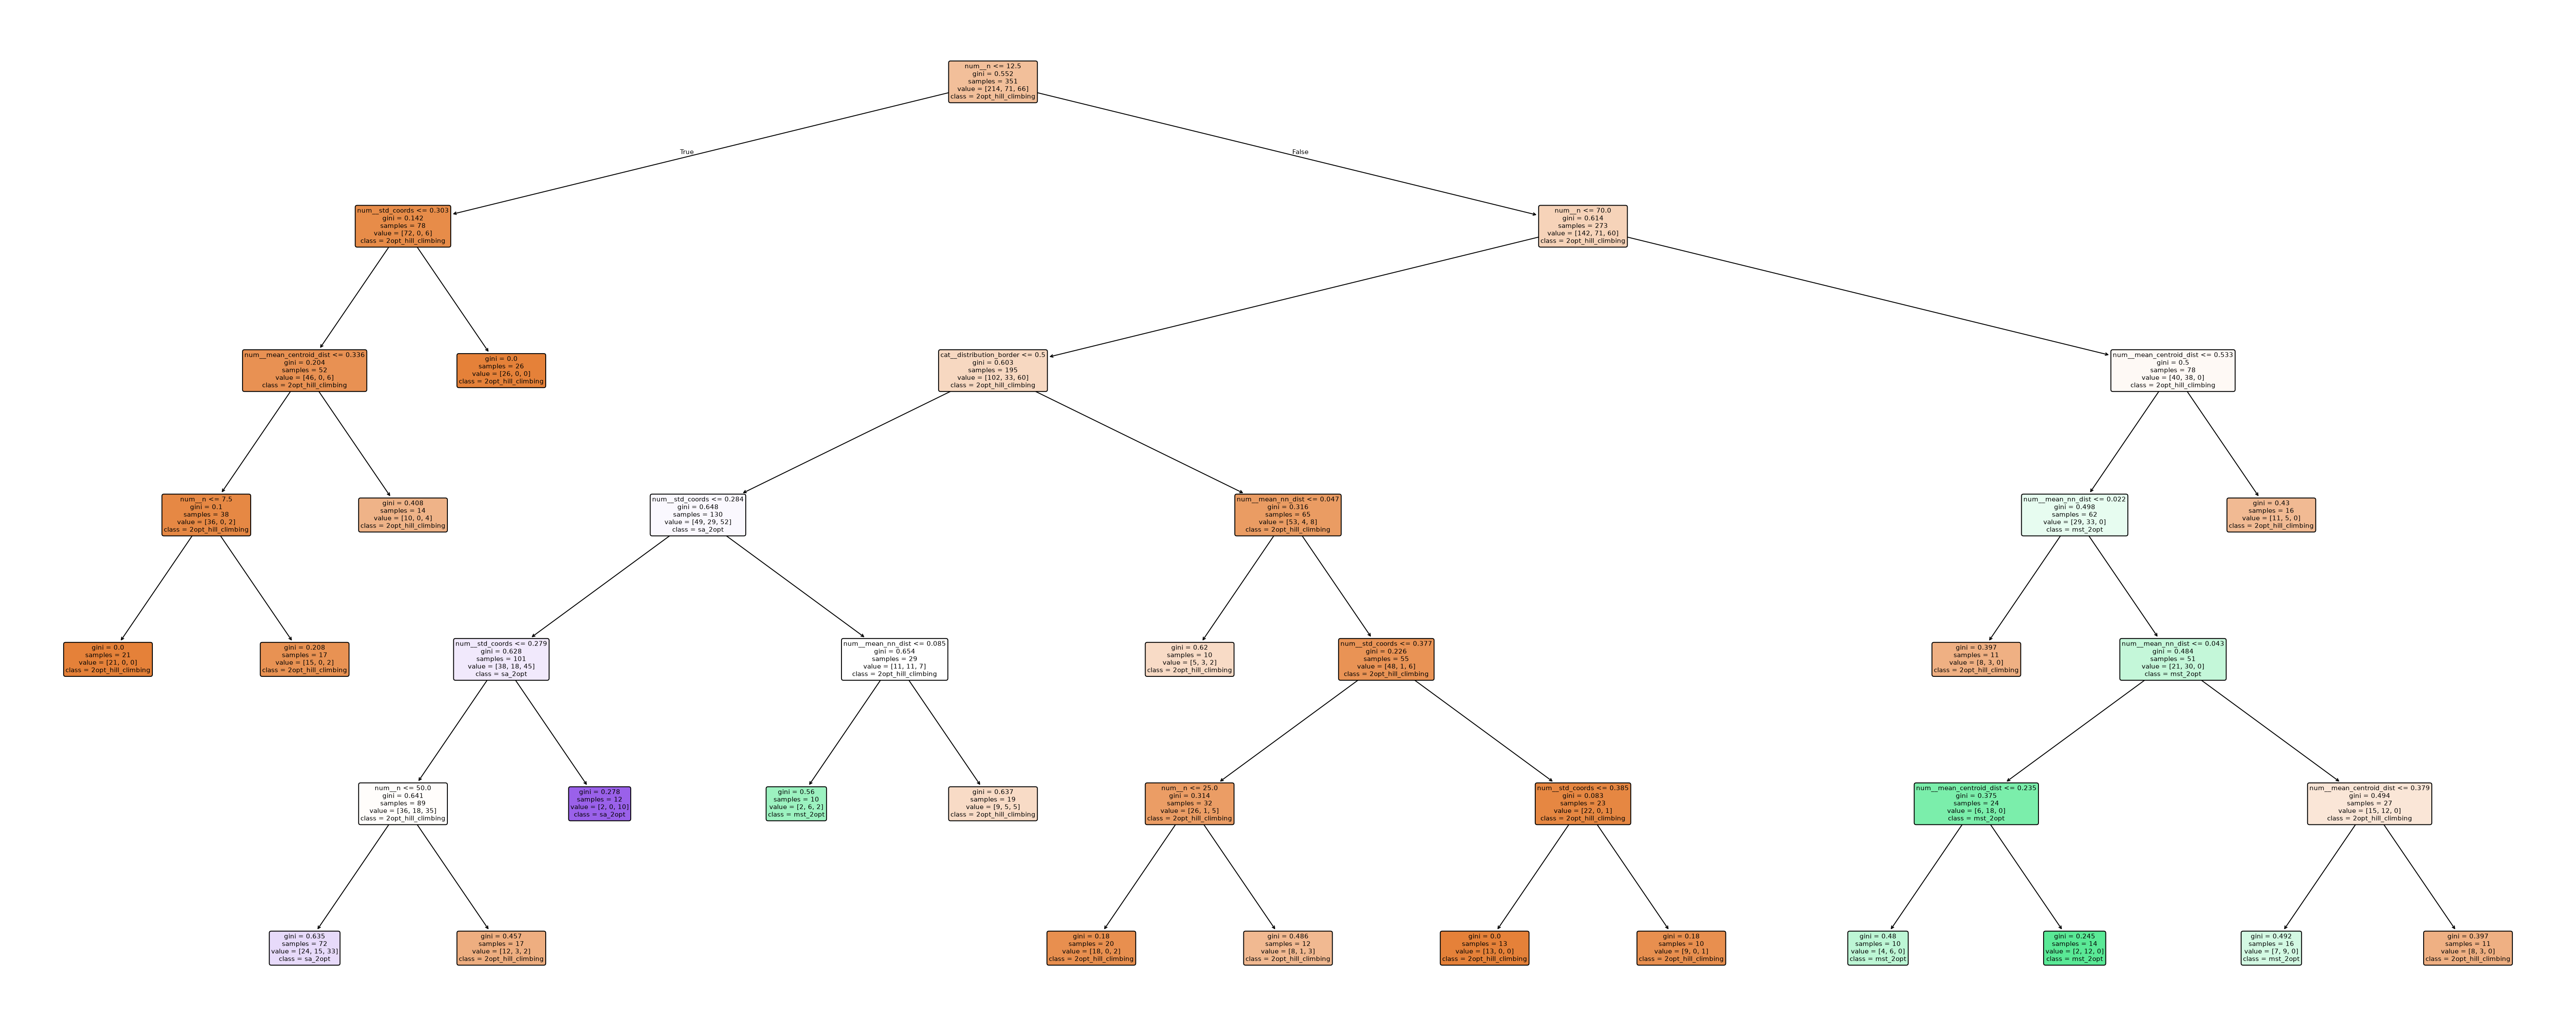 num__n <= 12.5
gini = 0.552
samples = 351
value = [214, 71, 66]
class = 2opt_hill_climbing
True
False
num__std_coords <= 0.303
gini = 0.142
samples = 78
value = [72, 0, 6]
class = 2opt_hill_climbing
num__n <= 70.0
gini = 0.614
samples = 273
value = [142, 71, 60]
class = 2opt_hill_climbing
num__mean_centroid_dist <= 0.336
gini = 0.204
samples = 52
value = [46, 0, 6]
class = 2opt_hill_climbing
gini = 0.0
samples = 26
value = [26, 0, 0]
class = 2opt_hill_climbing
cat__distribution_border <= 0.5
gini = 0.603
samples = 195
value = [102, 33, 60]
class = 2opt_hill_climbing
num__mean_centroid_dist <= 0.533
gini = 0.5
samples = 78
value = [40, 38, 0]
class = 2opt_hill_climbing
num__n <= 7.5
gini = 0.1
samples = 38
value = [36, 0, 2]
class = 2opt_hill_climbing
gini = 0.408
samples = 14
value = [10, 0, 4]
class = 2opt_hill_climbing
num__std_coords <= 0.284
gini = 0.648
samples = 130
value = [49, 29, 52]
class = sa_2opt
num__mean_nn_dist <= 0.047
gini = 0.316
samples = 65
value = [53, 4, 8]
class = 2opt_hill_climbing
num__mean_nn_dist <= 0.022
gini = 0.498
samples = 62
value = [29, 33, 0]
class = mst_2opt
gini = 0.43
samples = 16
value = [11, 5, 0]
class = 2opt_hill_climbing
gini = 0.0
samples = 21
value = [21, 0, 0]
class = 2opt_hill_climbing
gini = 0.208
samples = 17
value = [15, 0, 2]
class = 2opt_hill_climbing
num__std_coords <= 0.279
gini = 0.628
samples = 101
value = [38, 18, 45]
class = sa_2opt
num__mean_nn_dist <= 0.085
gini = 0.654
samples = 29
value = [11, 11, 7]
class = 2opt_hill_climbing
gini = 0.62
samples = 10
value = [5, 3, 2]
class = 2opt_hill_climbing
num__std_coords <= 0.377
gini = 0.226
samples = 55
value = [48, 1, 6]
class = 2opt_hill_climbing
gini = 0.397
samples = 11
value = [8, 3, 0]
class = 2opt_hill_climbing
num__mean_nn_dist <= 0.043
gini = 0.484
samples = 51
value = [21, 30, 0]
class = mst_2opt
num__n <= 50.0
gini = 0.641
samples = 89
value = [36, 18, 35]
class = 2opt_hill_climbing
gini = 0.278
samples = 12
value = [2, 0, 10]
class = sa_2opt
gini = 0.56
samples = 10
value = [2, 6, 2]
class = mst_2opt
gini = 0.637
samples = 19
value = [9, 5, 5]
class = 2opt_hill_climbing
num__n <= 25.0
gini = 0.314
samples = 32
value = [26, 1, 5]
class = 2opt_hill_climbing
num__std_coords <= 0.385
gini = 0.083
samples = 23
value = [22, 0, 1]
class = 2opt_hill_climbing
num__mean_centroid_dist <= 0.235
gini = 0.375
samples = 24
value = [6, 18, 0]
class = mst_2opt
num__mean_centroid_dist <= 0.379
gini = 0.494
samples = 27
value = [15, 12, 0]
class = 2opt_hill_climbing
gini = 0.635
samples = 72
value = [24, 15, 33]
class = sa_2opt
gini = 0.457
samples = 17
value = [12, 3, 2]
class = 2opt_hill_climbing
gini = 0.18
samples = 20
value = [18, 0, 2]
class = 2opt_hill_climbing
gini = 0.486
samples = 12
value = [8, 1, 3]
class = 2opt_hill_climbing
gini = 0.0
samples = 13
value = [13, 0, 0]
class = 2opt_hill_climbing
gini = 0.18
samples = 10
value = [9, 0, 1]
class = 2opt_hill_climbing
gini = 0.48
samples = 10
value = [4, 6, 0]
class = mst_2opt
gini = 0.245
samples = 14
value = [2, 12, 0]
class = mst_2opt
gini = 0.492
samples = 16
value = [7, 9, 0]
class = mst_2opt
gini = 0.397
samples = 11
value = [8, 3, 0]
class = 2opt_hill_climbing